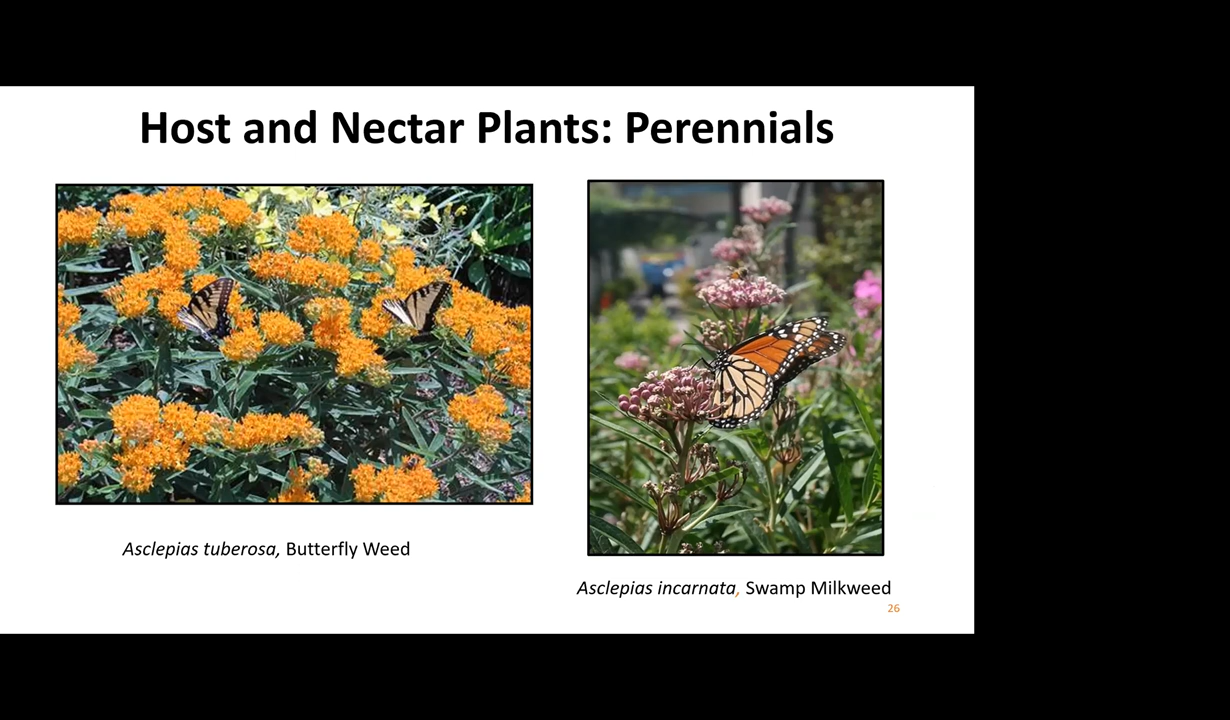 Host and Nectar Plants: Perennials
Asclepias tuberosa, Butterfly Weed
Asclepias incarnata, Swamp Milkweed
26